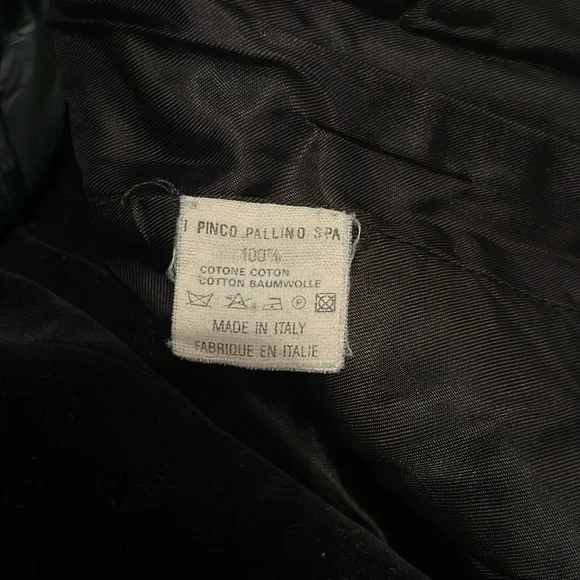 I PINCO PALLINO SPA
100%
COTONE COTON
COTTON BAUMWOLLE
P
MADE IN ITALY
FABRIQUE EN ITALIE